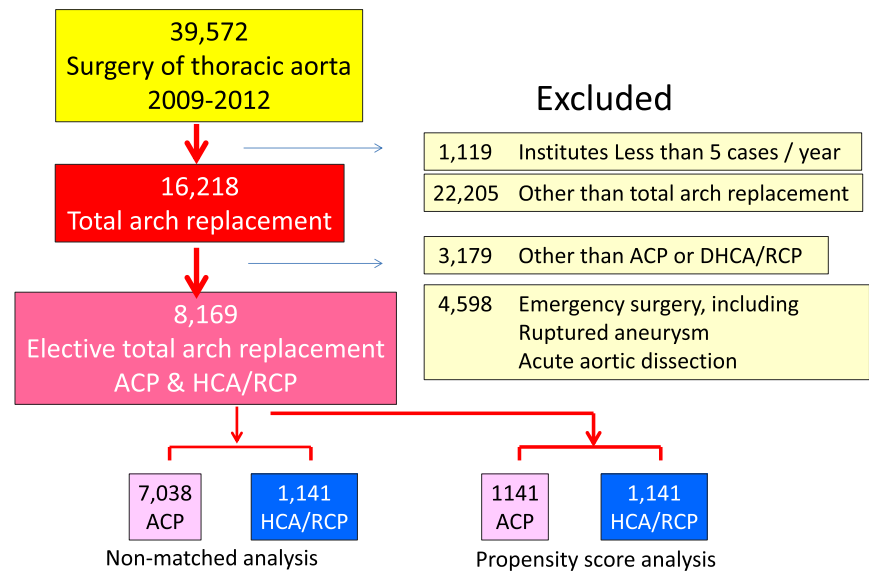 39,572
Surgery of thoracic aorta
2009-2012
Excluded
1,119 Institutes Less than 5 cases / year
22,205 Other than total arch replacement
16,218
Total arch replacement
3,179 Other than ACP or DHCA/RCP
4,598 Emergency surgery, including
Ruptured aneurysm
Acute aortic dissection
8,169
Elective total arch replacement
ACP & HCA/RCP
7,038
ACP
1,141
HCA/RCP
Non-matched analysis
1141
ACP
1,141
HCA/RCP
Propensity score analysis